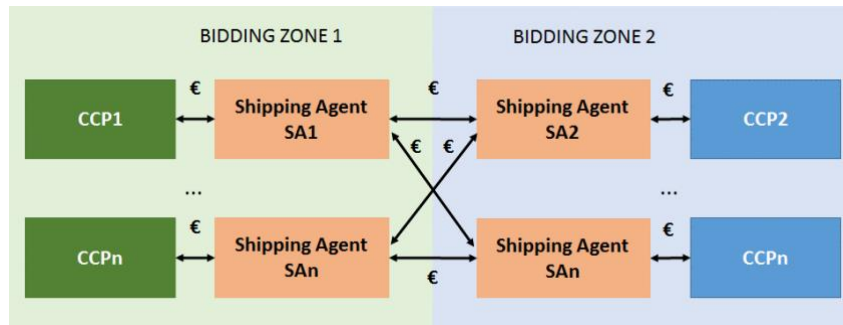 BIDDING ZONE 1
BIDDING ZONE 2
€
€
€
CCP1
Shipping Agent
SA1
Shipping Agent
SA2
CCP2
€
€
...
...
€
€
CCPn
Shipping Agent
SAn
Shipping Agent
SAn
CCPn
€